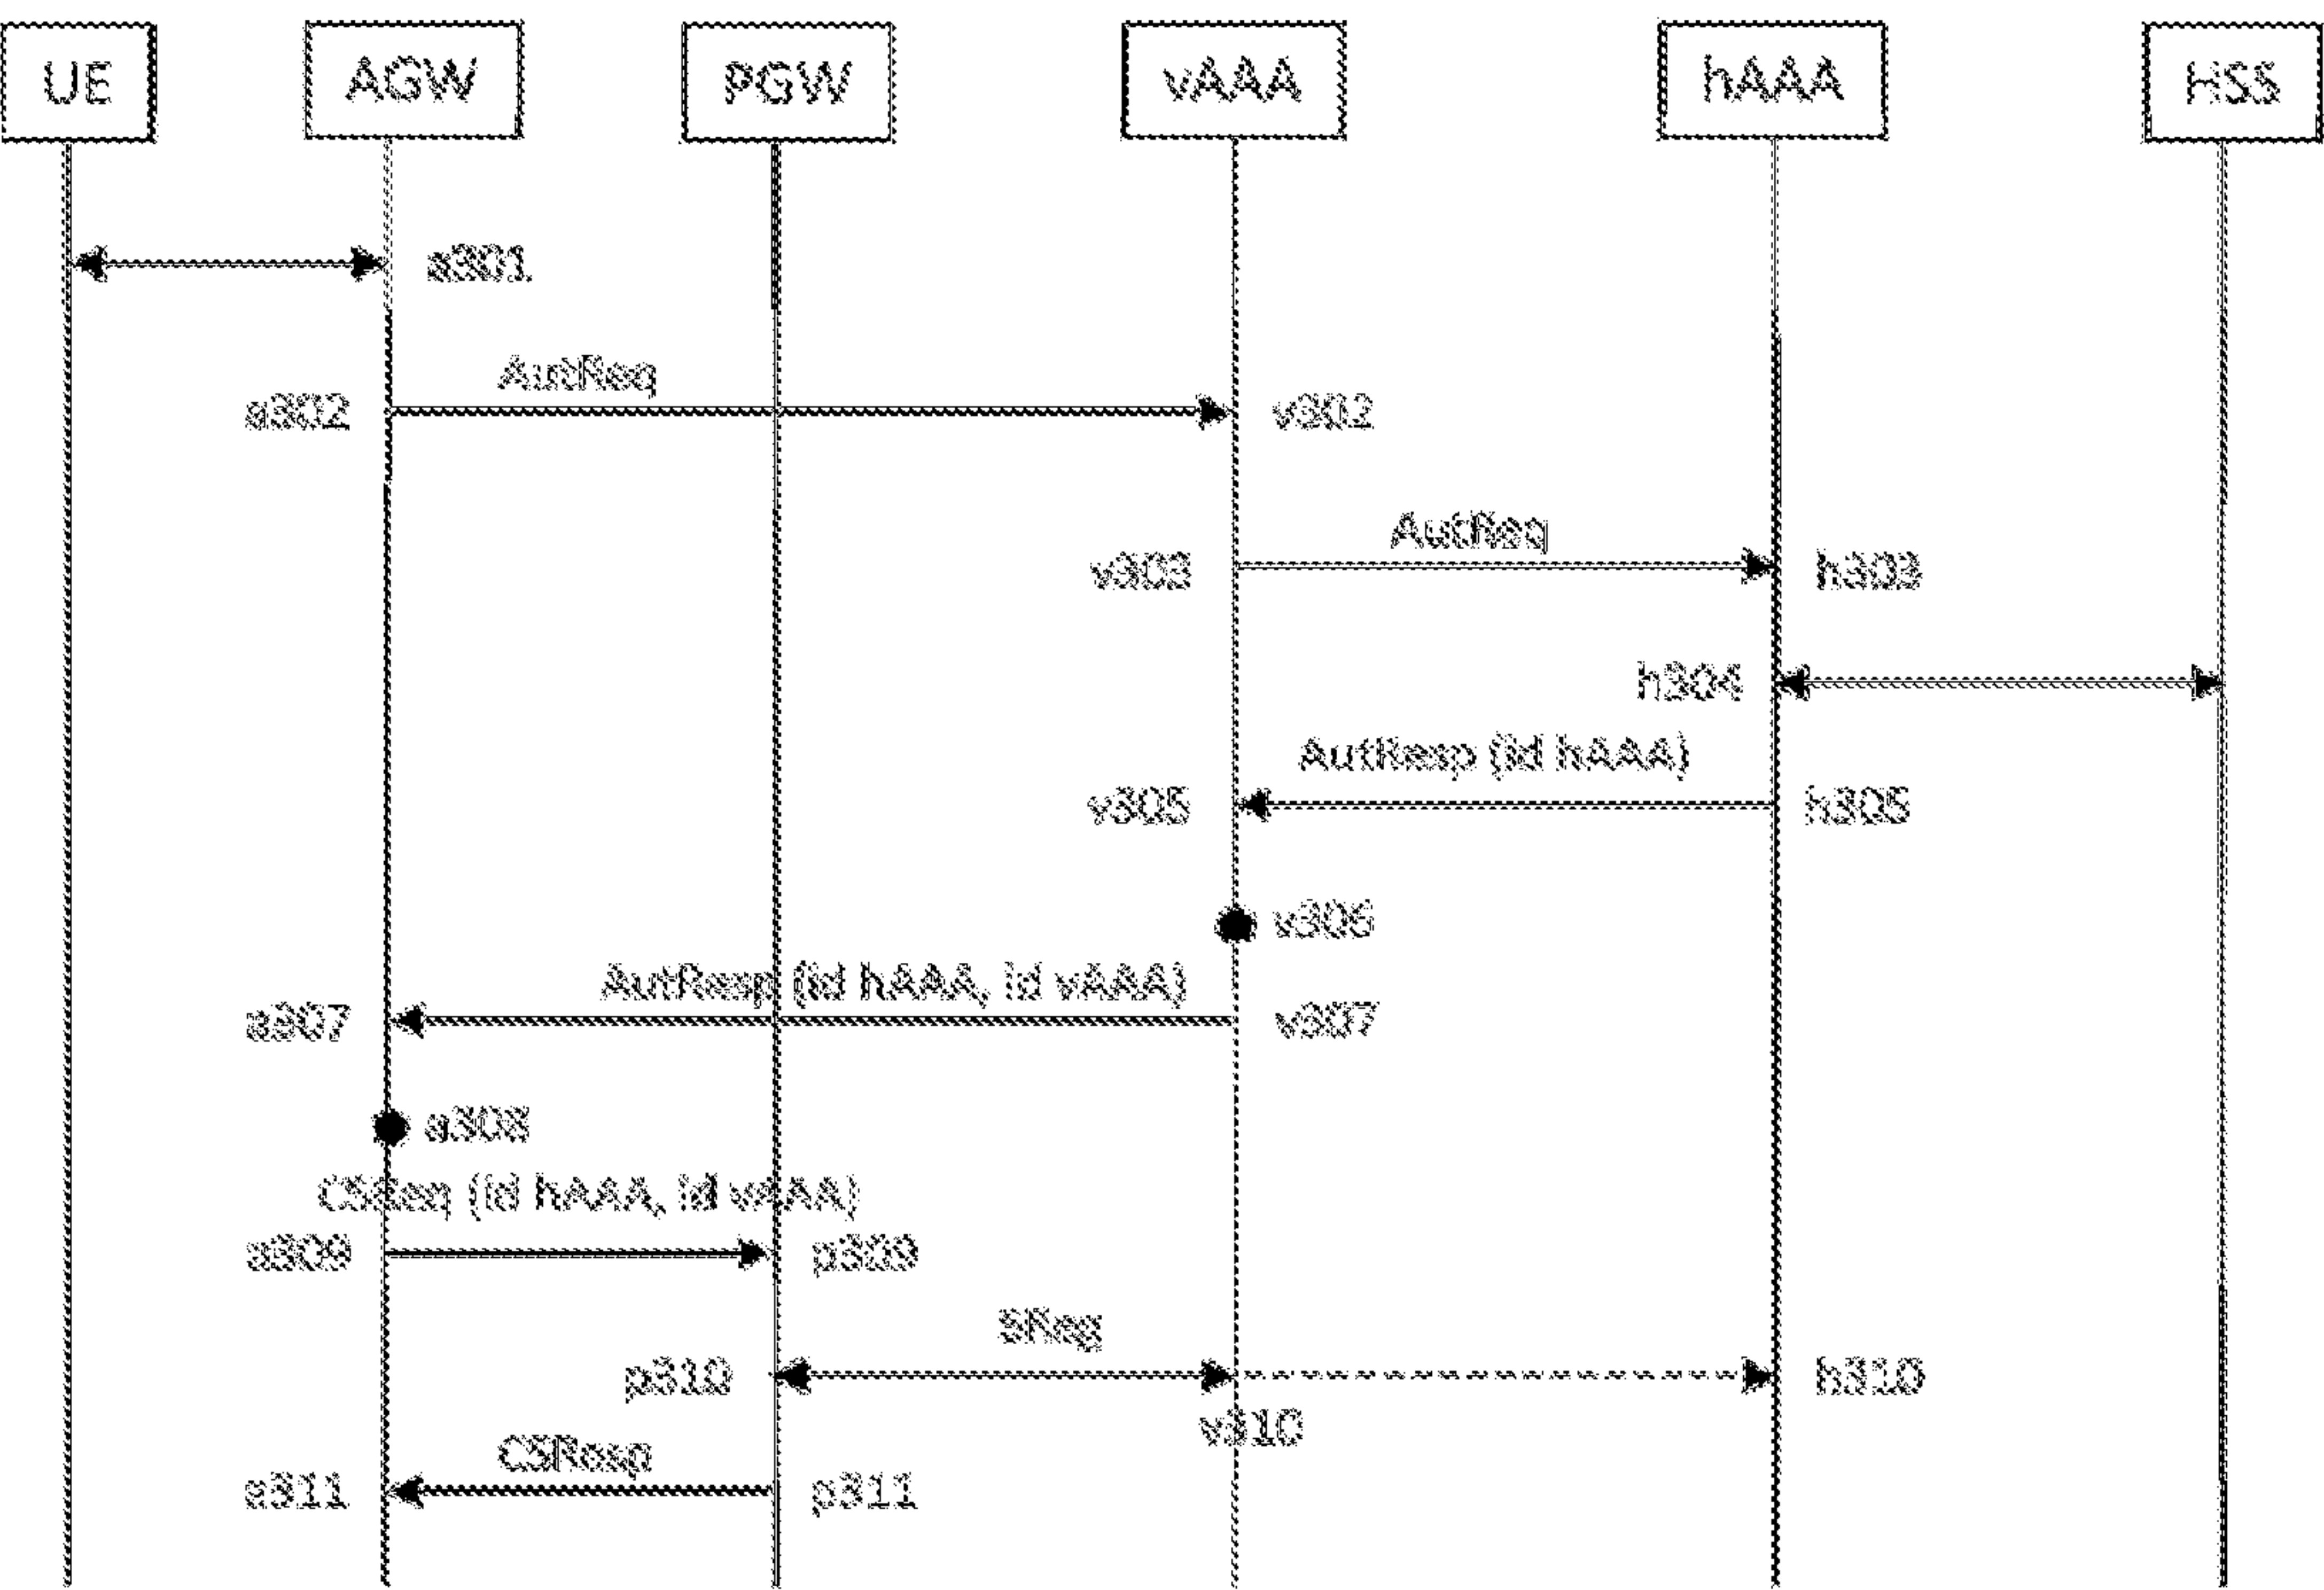 UE AGW PGW vAAA hAAA HSS
a301
AutReq
a302 v302
AutReq
v303 h303
h304
AutResp (id hAAA)
v305 h305
v306
AutResp (id hAAA, id vAAA)
a307 v307
a308
CSReq (id hAAA, id vAAA)
a309 p309
SReg
p310 h310
v310
CSResp
a311 p311